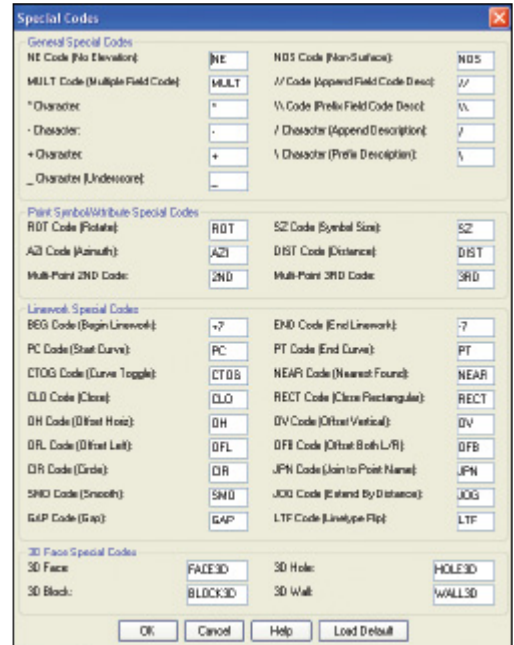 Special Codes
General Special Codes
NE Code (No Elevation): NE NOS Code (Non-Surface): NOS
MULT Code (Multiple Field Code): MULT // Code (Append Field Code Desc): //
* Character: * \\ Code (Prefix Field Code Desc): \\
- Character: - / Character (Append Description): /
+ Character: + \ Character (Prefix Description): \
_ Character (Underscore): _
Point Symbol/Attribute Special Codes
ROT Code (Rotate): ROT SZ Code (Symbol Size): SZ
AZI Code (Azimuth): AZI DIST Code (Distance): DIST
Multi-Point 2ND Code: 2ND Multi-Point 3RD Code: 3RD
Linework Special Codes
BEG Code (Begin Linework): +7 END Code (End Linework): -7
PC Code (Start Curve): PC PT Code (End Curve): PT
CTOG Code (Curve Toggle): CTOG NEAR Code (Nearest Found): NEAR
CLO Code (Close): CLO RECT Code (Close Rectangular): RECT
OH Code (Offset Horiz): OH OV Code (Offset Vertical): OV
OFL Code (Offset Left): OFL OFB Code (Offset Both L/R): OFB
CIR Code (Circle): CIR JPN Code (Join to Point Name): JPN
SMO Code (Smooth): SMO JOG Code (Extend By Distance): JOG
GAP Code (Gap): GAP LTF Code (Linetype Flip): LTF
3D Face Special Codes
3D Face: FACE3D 3D Hole: HOLE3D
3D Block: BLOCK3D 3D Wall: WALL3D
OK Cancel Help Load Default